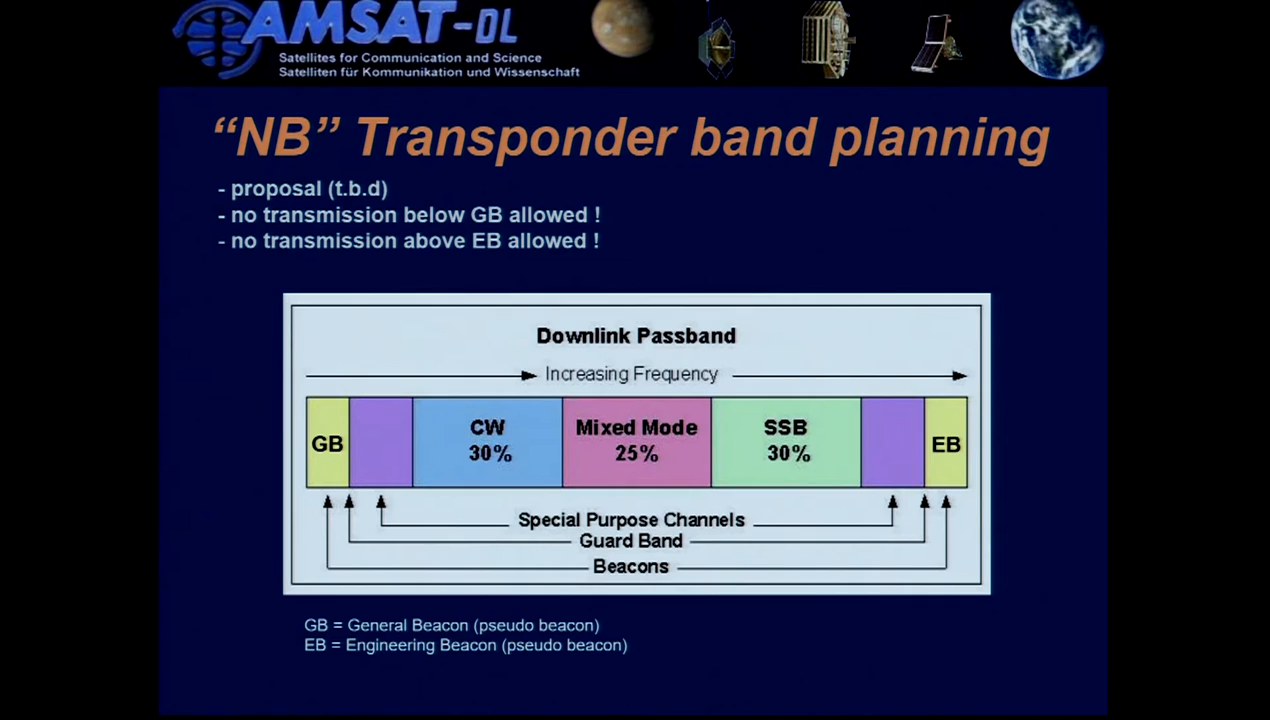 AMSAT-DL
Satellites for Communication and Science
Satelliten für Kommunikation und Wissenschaft
“NB” Transponder band planning
- proposal (t.b.d)
- no transmission below GB allowed !
- no transmission above EB allowed !
Downlink Passband
Increasing Frequency
GB
CW
30%
Mixed Mode
25%
SSB
30%
EB
Special Purpose Channels
Guard Band
Beacons
GB = General Beacon (pseudo beacon)
EB = Engineering Beacon (pseudo beacon)